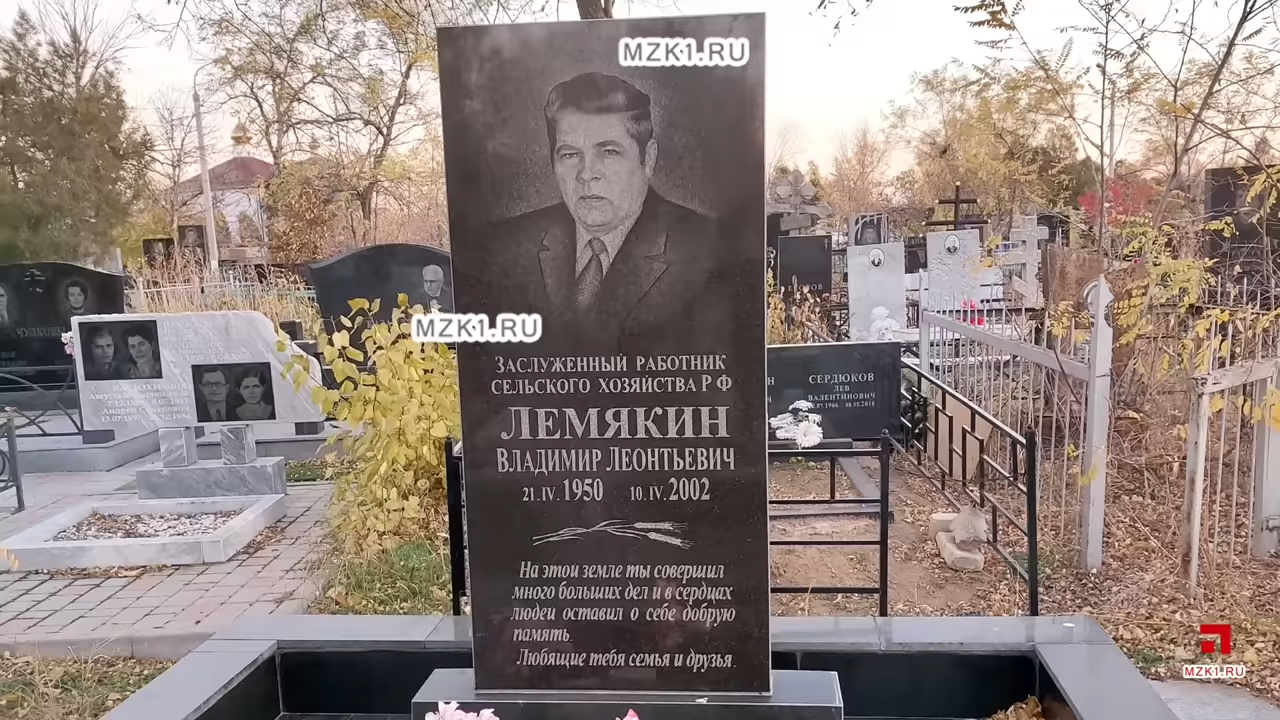 MZK1.RU
MZK1.RU
ЗАСЛУЖЕННЫЙ РАБОТНИК
СЕЛЬСКОГО ХОЗЯЙСТВА РФ
ЛЕМЯКИН
ВЛАДИМИР ЛЕОНТЬЕВИЧ
21.IV.1950 10.IV.2002
На этой земле ты совершил
много больших дел и в сердцах
людей оставил о себе добрую
память.
Любящие тебя семья и друзья.
СЕРДЮКОВ
ЛЕВ
ВАЛЕНТИНОВИЧ
MZK1.RU